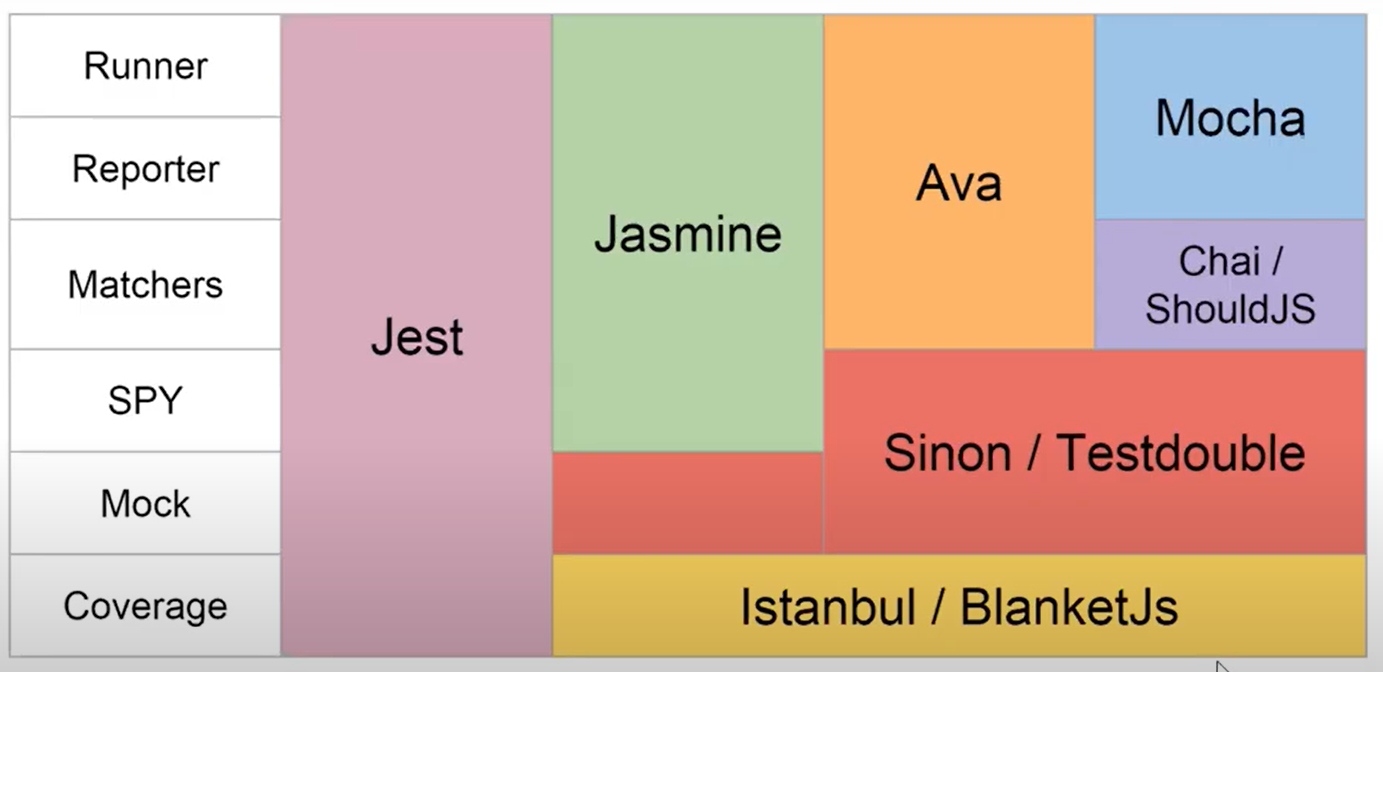 Runner
Reporter
Matchers
SPY
Mock
Coverage
Jest
Jasmine
Ava
Mocha
Chai /
ShouldJS
Sinon / Testdouble
Istanbul / BlanketJs